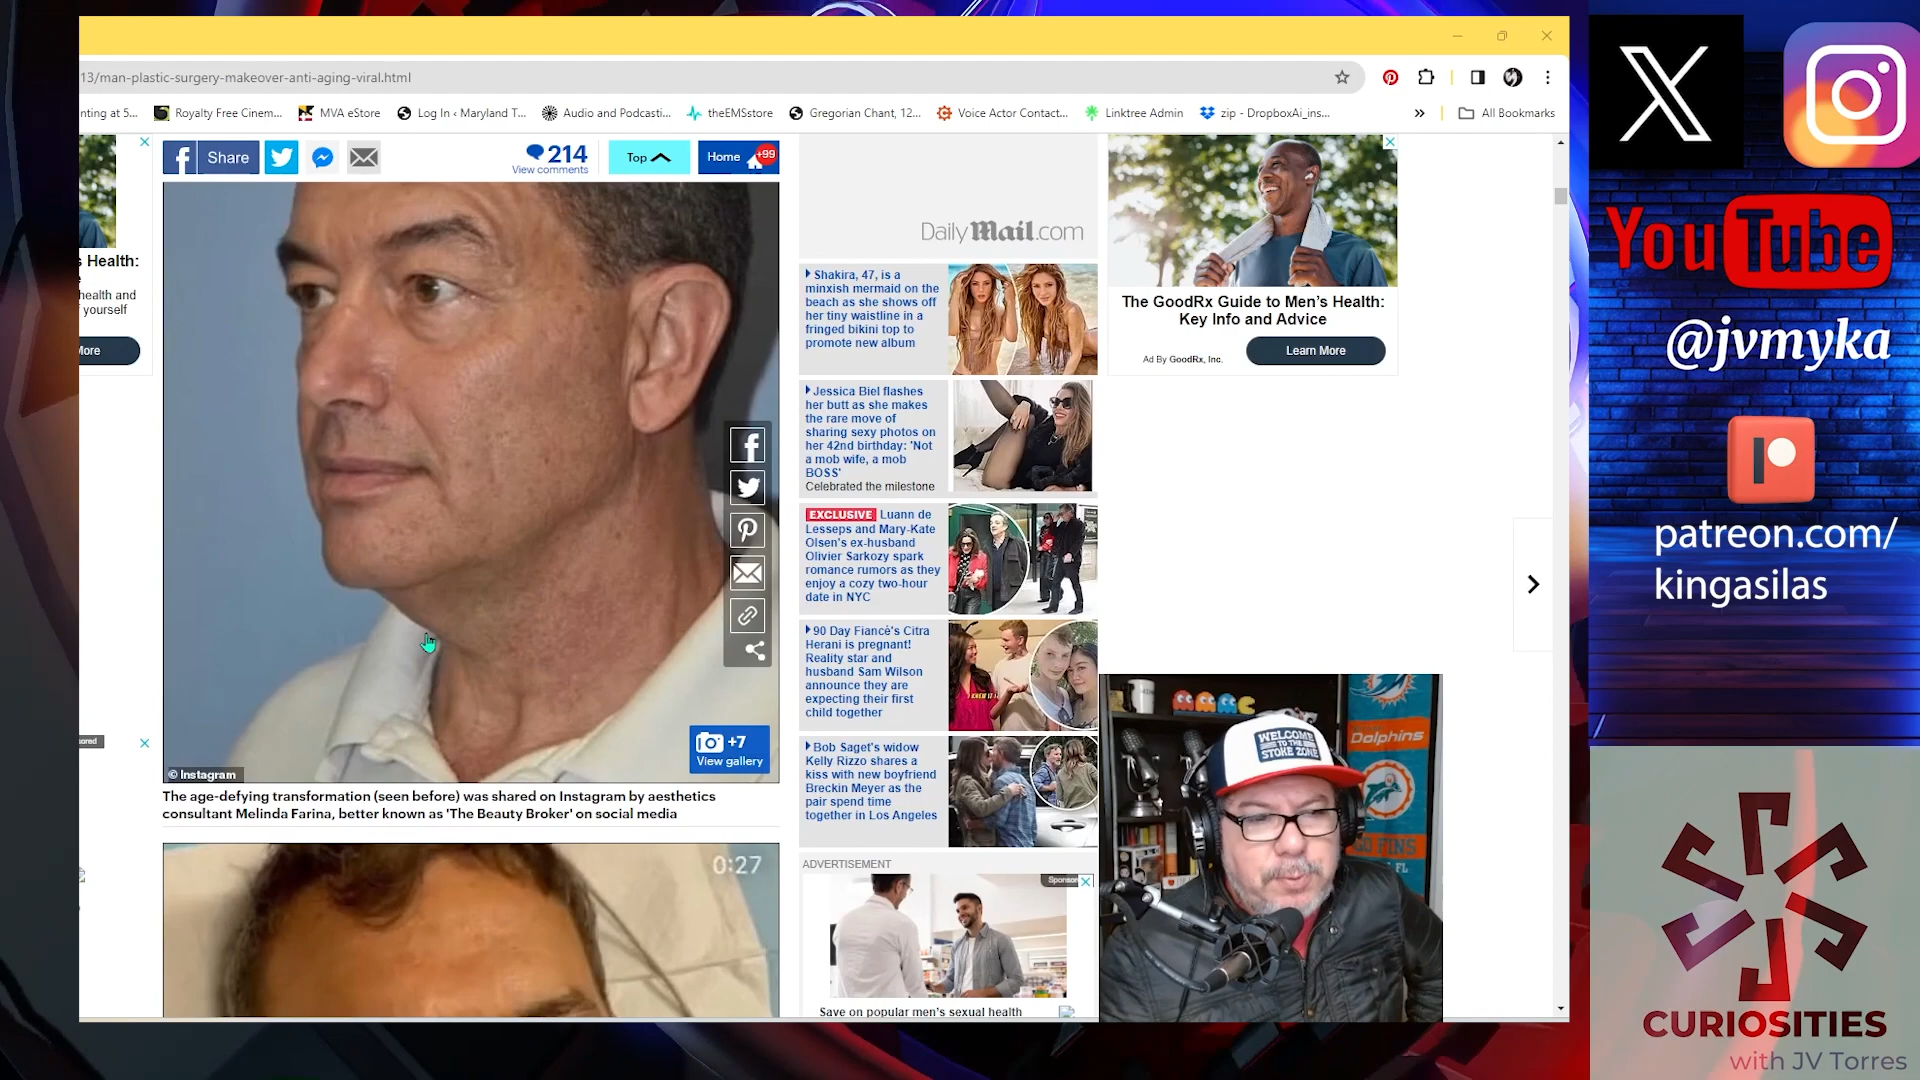 13/man-plastic-surgery-makeover-anti-aging-viral.html
nting at 5...
Royalty Free Cinem...
MVA eStore
Log In ‹ Maryland T...
Audio and Podcasti...
theEMSstore
Gregorian Chant, 12...
Voice Actor Contact...
Linktree Admin
zip - DropboxAi_ins...
»
All Bookmarks
Share
214
View comments
Top
Home
+99
s Health:
e
health and
yourself
More
ored
+7
View gallery
© Instagram
The age-defying transformation (seen before) was shared on Instagram by aesthetics
consultant Melinda Farina, better known as 'The Beauty Broker' on social media
0:27
DailyMail.com
Shakira, 47, is a
minxish mermaid on the
beach as she shows off
her tiny waistline in a
fringed bikini top to
promote new album
Jessica Biel flashes
her butt as she makes
the rare move of
sharing sexy photos on
her 42nd birthday: 'Not
a mob wife, a mob
BOSS'
Celebrated the milestone
EXCLUSIVE Luann de
Lesseps and Mary-Kate
Olsen's ex-husband
Olivier Sarkozy spark
romance rumors as they
enjoy a cozy two-hour
date in NYC
90 Day Fiancé's Citra
Herani is pregnant!
Reality star and
husband Sam Wilson
announce they are
expecting their first
child together
Bob Saget's widow
Kelly Rizzo shares a
kiss with new boyfriend
Breckin Meyer as the
pair spend time
together in Los Angeles
ADVERTISEMENT
Sponsor
Save on popular men's sexual health
The GoodRx Guide to Men's Health:
Key Info and Advice
Ad By GoodRx, Inc.
Learn More
WELCOME
TO THE
STOKE ZONE
Dolphins
GO FINS
FL
YouTube
@jvmyka
patreon.com/
kingasilas
CURIOSITIES
with JV Torres